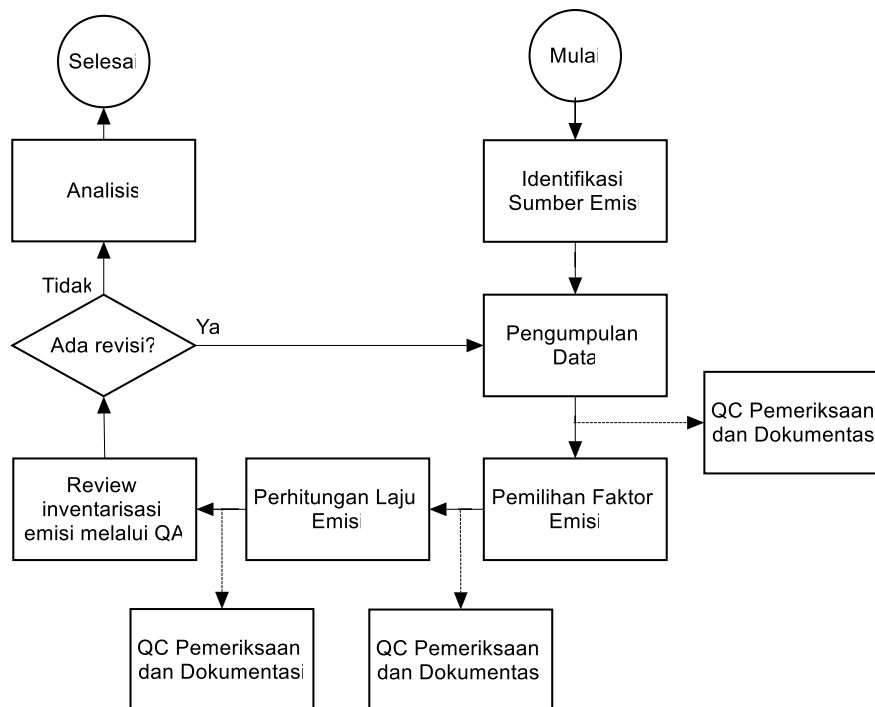 Mulai
Identifikasi
Sumber Emisi
Pengumpulan
Data
QC Pemeriksaan
dan Dokumentas
Pemilihan Faktor
Emisi
QC Pemeriksaan
dan Dokumentas
Perhitungan Laju
Emisi
QC Pemeriksaan
dan Dokumentasi
Review
inventarisasi
emisi melalui QA
Ada revisi?
Ya
Tidak
Analisis
Selesai